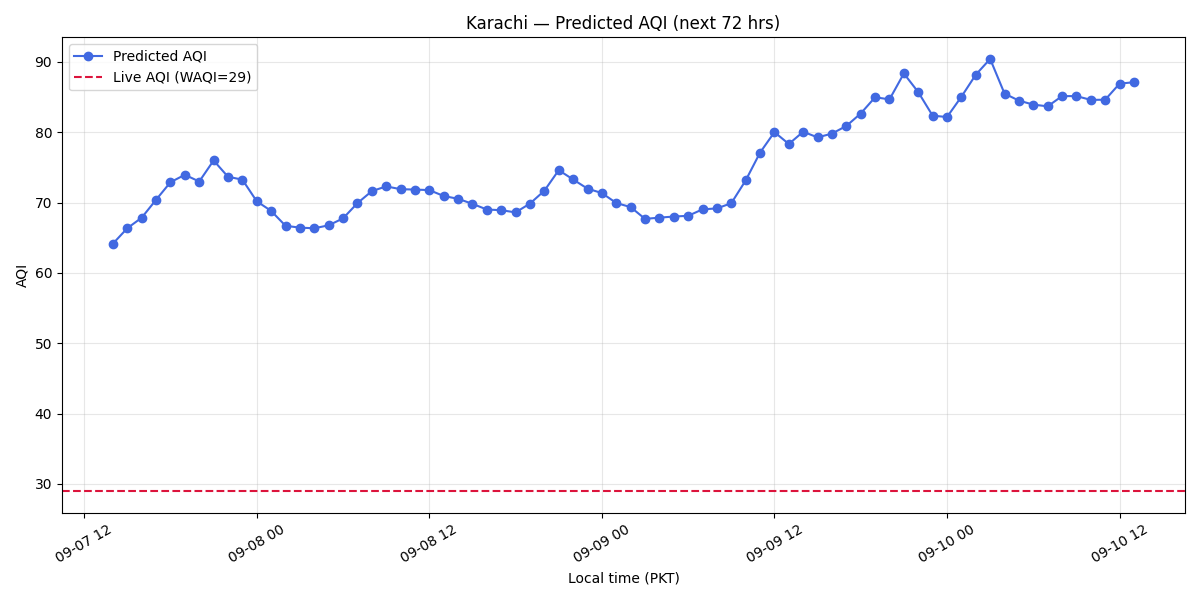 Karachi — Predicted AQI (next 72 hrs)
Predicted AQI
Live AQI (WAQI=29)
AQI
90
80
70
60
50
40
30
09-07 12
09-08 00
09-08 12
09-09 00
09-09 12
09-10 00
09-10 12
Local time (PKT)